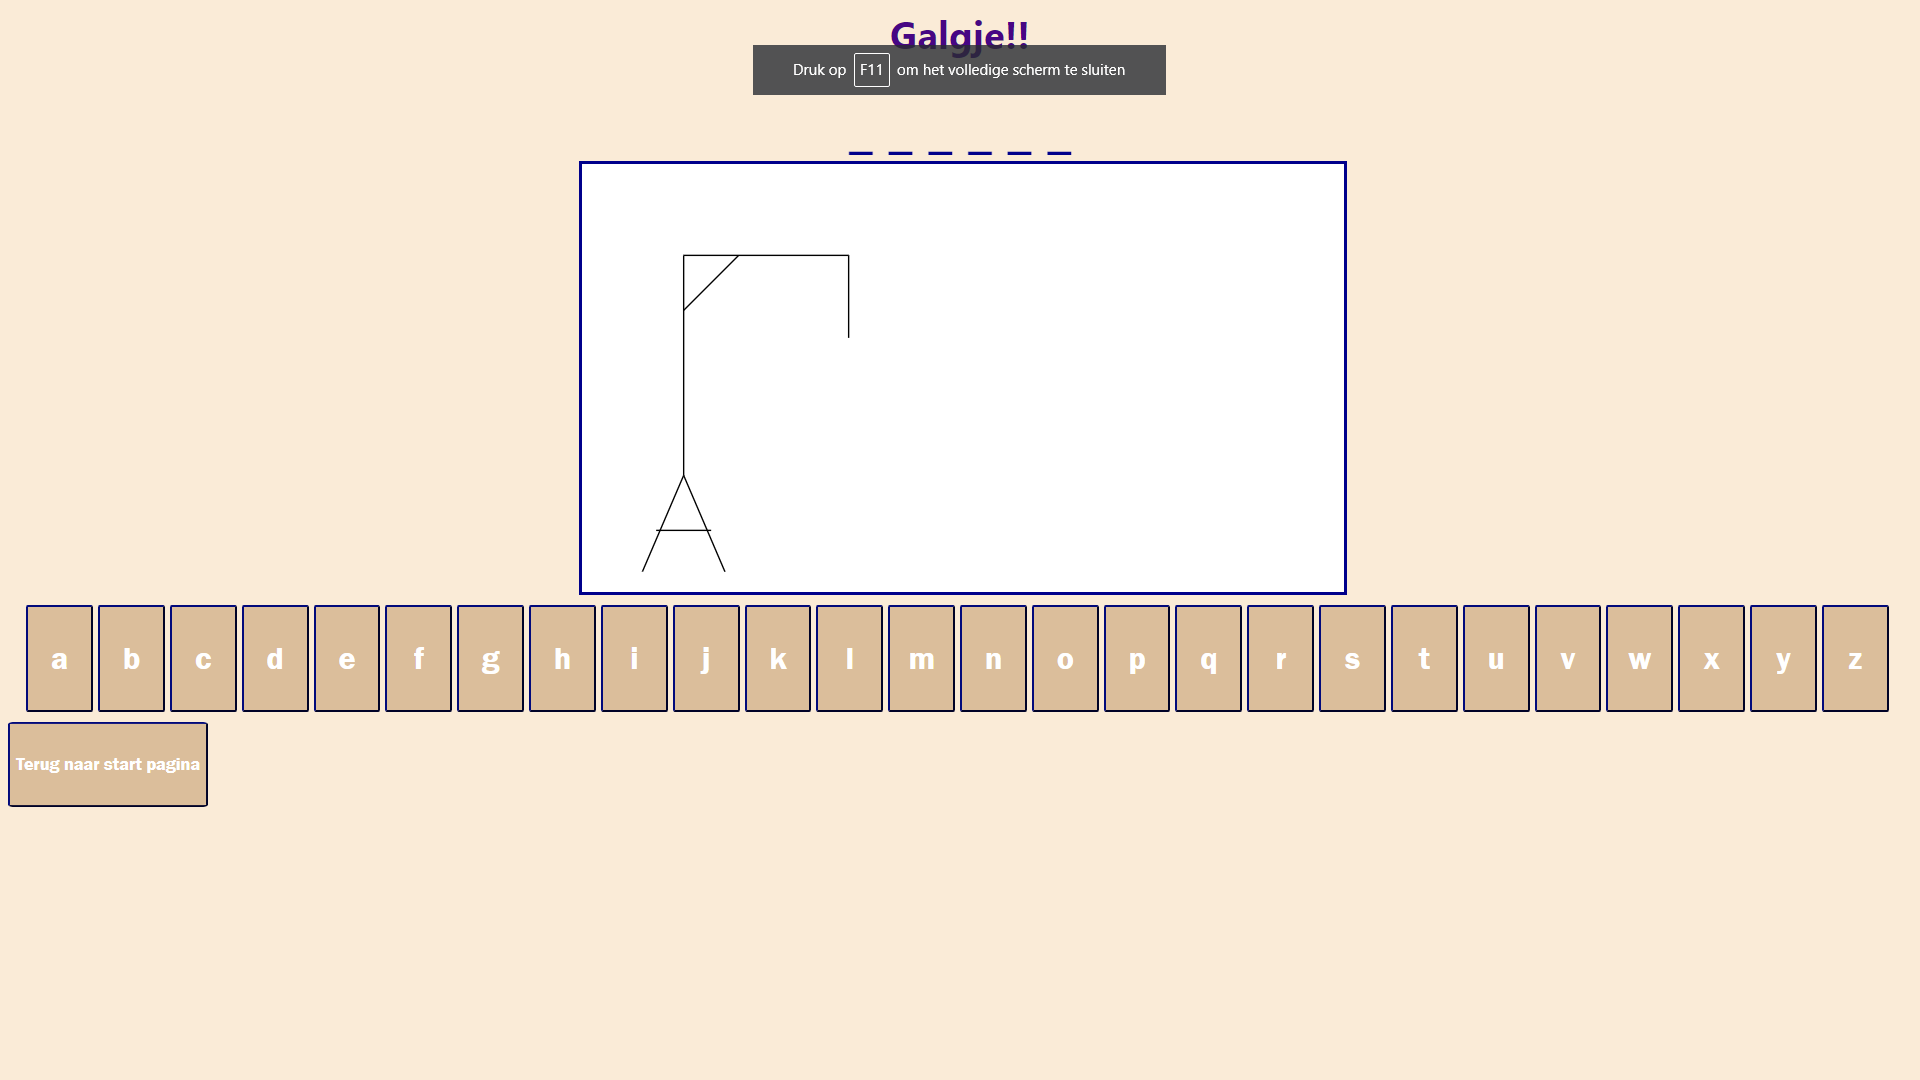 Galgje!!
Druk op F11 om het volledige scherm te sluiten
_ _ _ _ _ _
a b c d e f g h i j k l m n o p q r s t u v w x y z
Terug naar start pagina